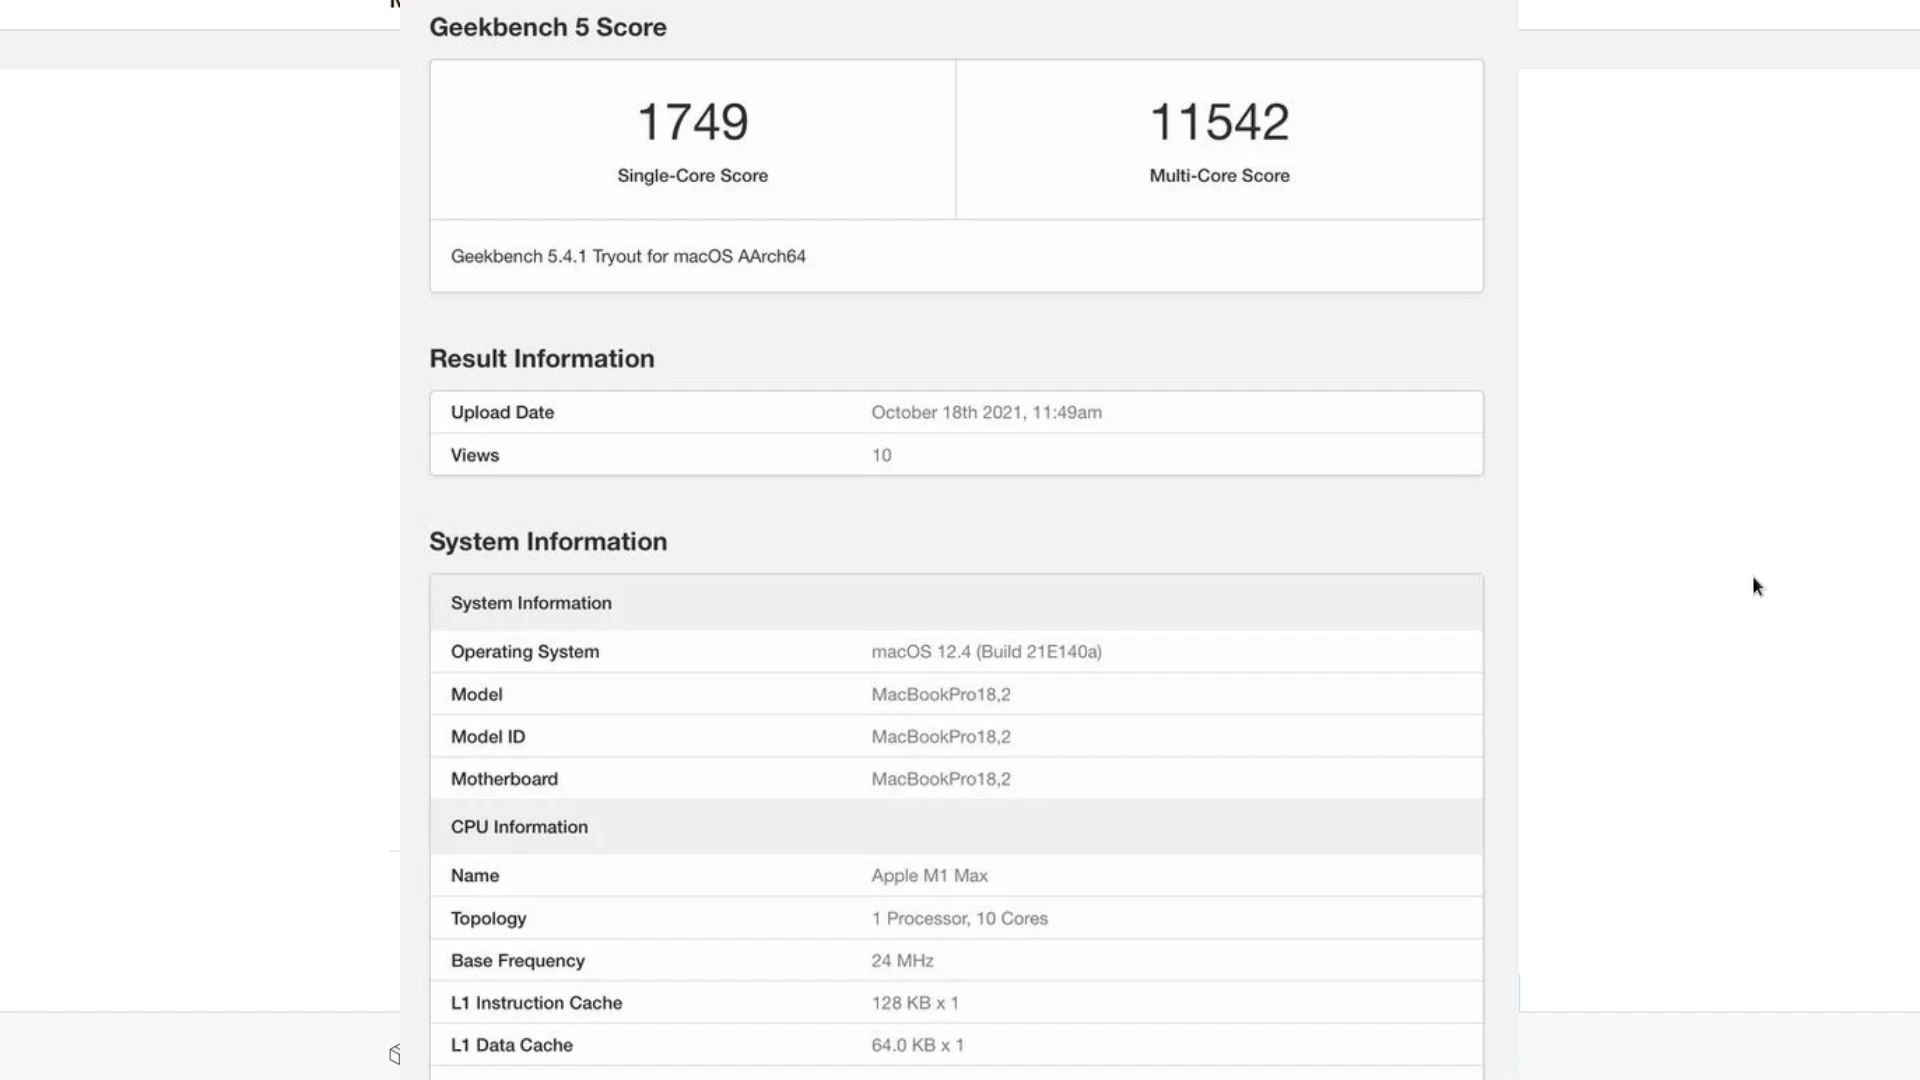 Geekbench 5 Score
1749
Single-Core Score
11542
Multi-Core Score
Geekbench 5.4.1 Tryout for macOS AArch64
Result Information
Upload Date October 18th 2021, 11:49am
Views 10
System Information
System Information
Operating System macOS 12.4 (Build 21E140a)
Model MacBookPro18,2
Model ID MacBookPro18,2
Motherboard MacBookPro18,2
CPU Information
Name Apple M1 Max
Topology 1 Processor, 10 Cores
Base Frequency 24 MHz
L1 Instruction Cache 128 KB x 1
L1 Data Cache 64.0 KB x 1